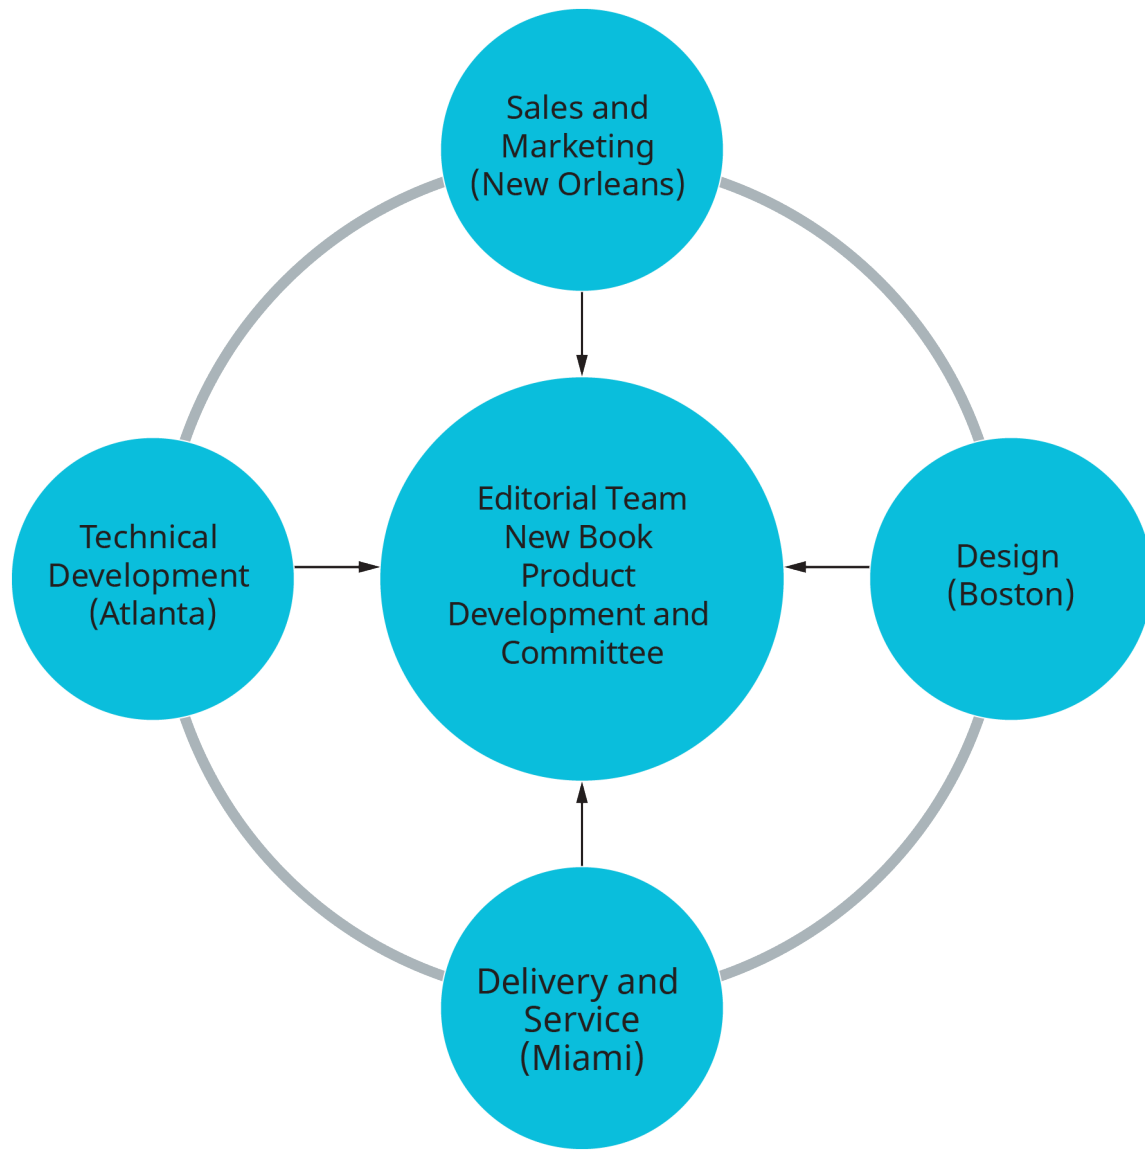 Sales and
Marketing
(New Orleans)
Technical
Development
(Atlanta)
Editorial Team
New Book
Product
Development and
Committee
Design
(Boston)
Delivery and
Service
(Miami)